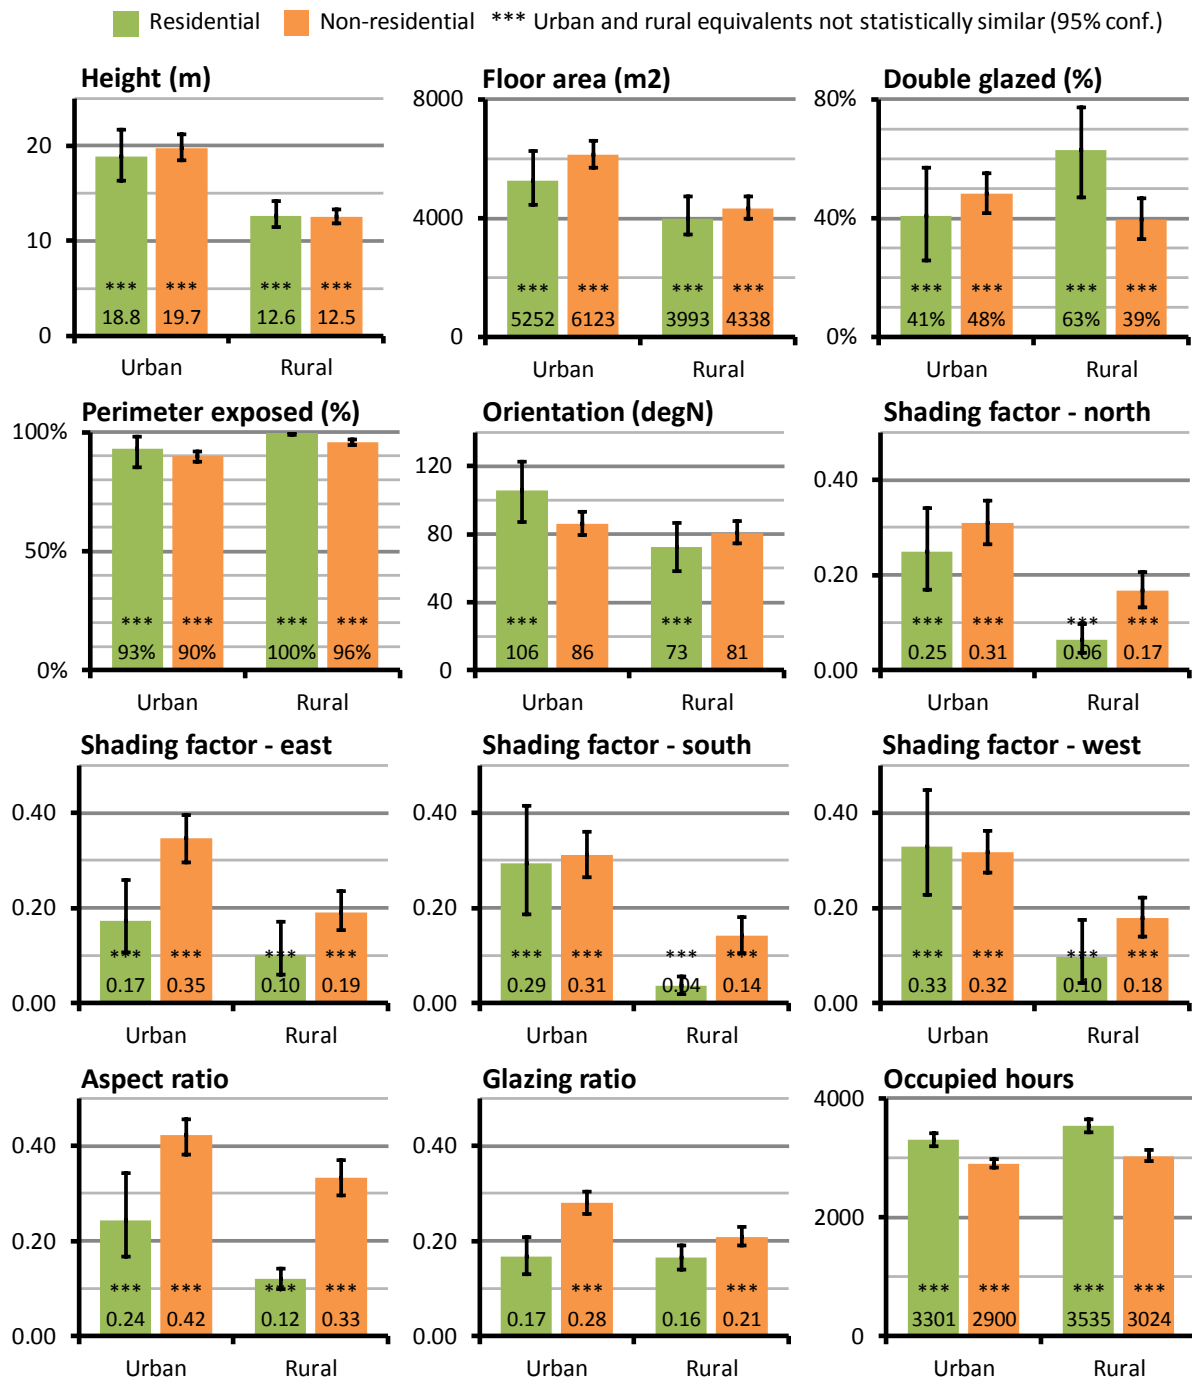 Residential Non-residential *** Urban and rural equivalents not statistically similar (95% conf.)
Height (m) Floor area (m2) Double glazed (%)
20
10
0
*** *** *** ***
18.8 19.7 12.6 12.5
Urban Rural
8000
4000
0
*** *** *** ***
5252 6123 3993 4338
Urban Rural
80%
40%
0%
*** *** *** ***
41% 48% 63% 39%
Urban Rural
Perimeter exposed (%) Orientation (degN) Shading factor - north
100%
50%
0%
*** *** *** ***
93% 90% 100% 96%
Urban Rural
120
80
40
0
*** ***
106 86 73 81
Urban Rural
0.40
0.20
0.00
*** *** *** ***
0.25 0.31 0.06 0.17
Urban Rural
Shading factor - east Shading factor - south Shading factor - west
0.40
0.20
0.00
*** *** *** ***
0.17 0.35 0.10 0.19
Urban Rural
0.40
0.20
0.00
*** *** *** ***
0.29 0.31 0.04 0.14
Urban Rural
0.40
0.20
0.00
*** *** *** ***
0.33 0.32 0.10 0.18
Urban Rural
Aspect ratio Glazing ratio Occupied hours
0.40
0.20
0.00
*** *** *** ***
0.24 0.42 0.12 0.33
Urban Rural
0.40
0.20
0.00
*** ***
0.17 0.28 0.16 0.21
Urban Rural
4000
2000
0
*** *** *** ***
3301 2900 3535 3024
Urban Rural